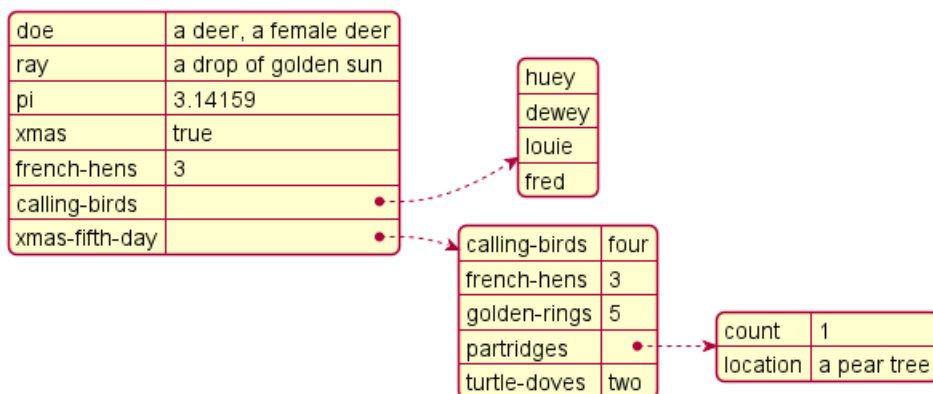 doe a deer, a female deer
ray a drop of golden sun
pi 3.14159
xmas true
french-hens 3
calling-birds
xmas-fifth-day
huey
dewey
louie
fred
calling-birds four
french-hens 3
golden-rings 5
partridges
turtle-doves two
count 1
location a pear tree